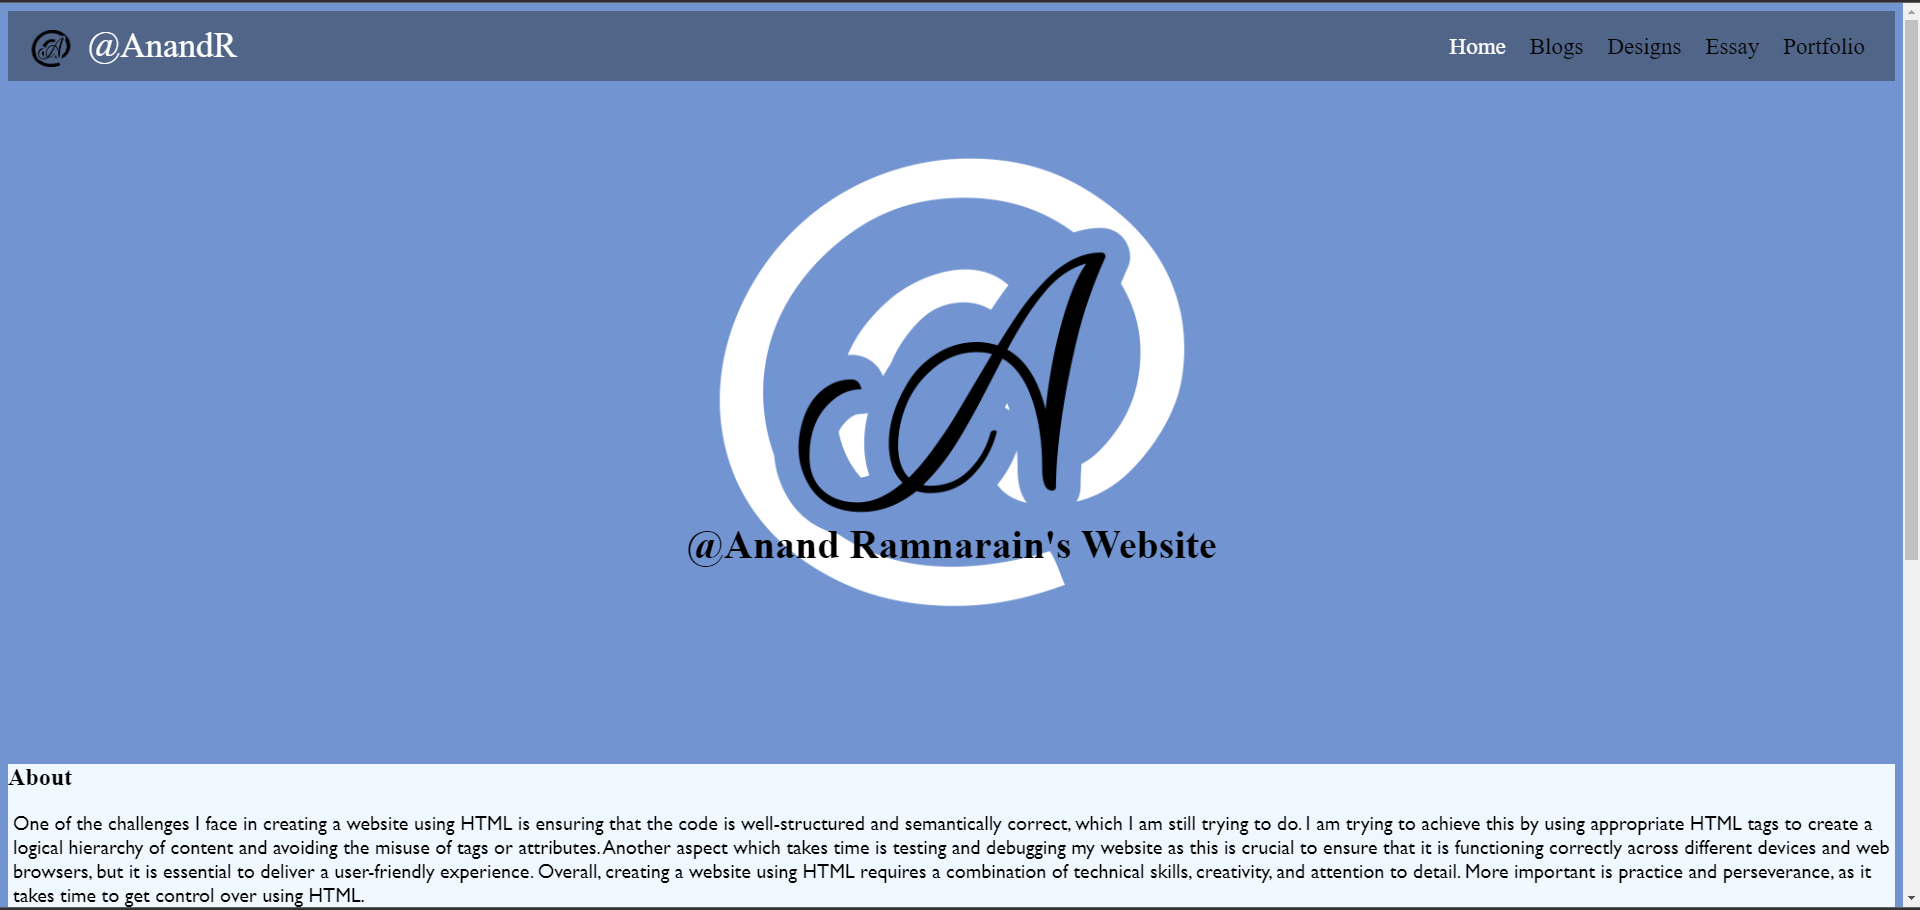 @AnandR
Home Blogs Designs Essay Portfolio
A
@Anand Ramnarain's Website
About
One of the challenges I face in creating a website using HTML is ensuring that the code is well-structured and semantically correct, which I am still trying to do. I am trying to achieve this by using appropriate HTML tags to create a
logical hierarchy of content and avoiding the misuse of tags or attributes. Another aspect which takes time is testing and debugging my website as this is crucial to ensure that it is functioning correctly across different devices and web
browsers, but it is essential to deliver a user-friendly experience. Overall, creating a website using HTML requires a combination of technical skills, creativity, and attention to detail. More important is practice and perseverance, as it
takes time to get control over using HTML.